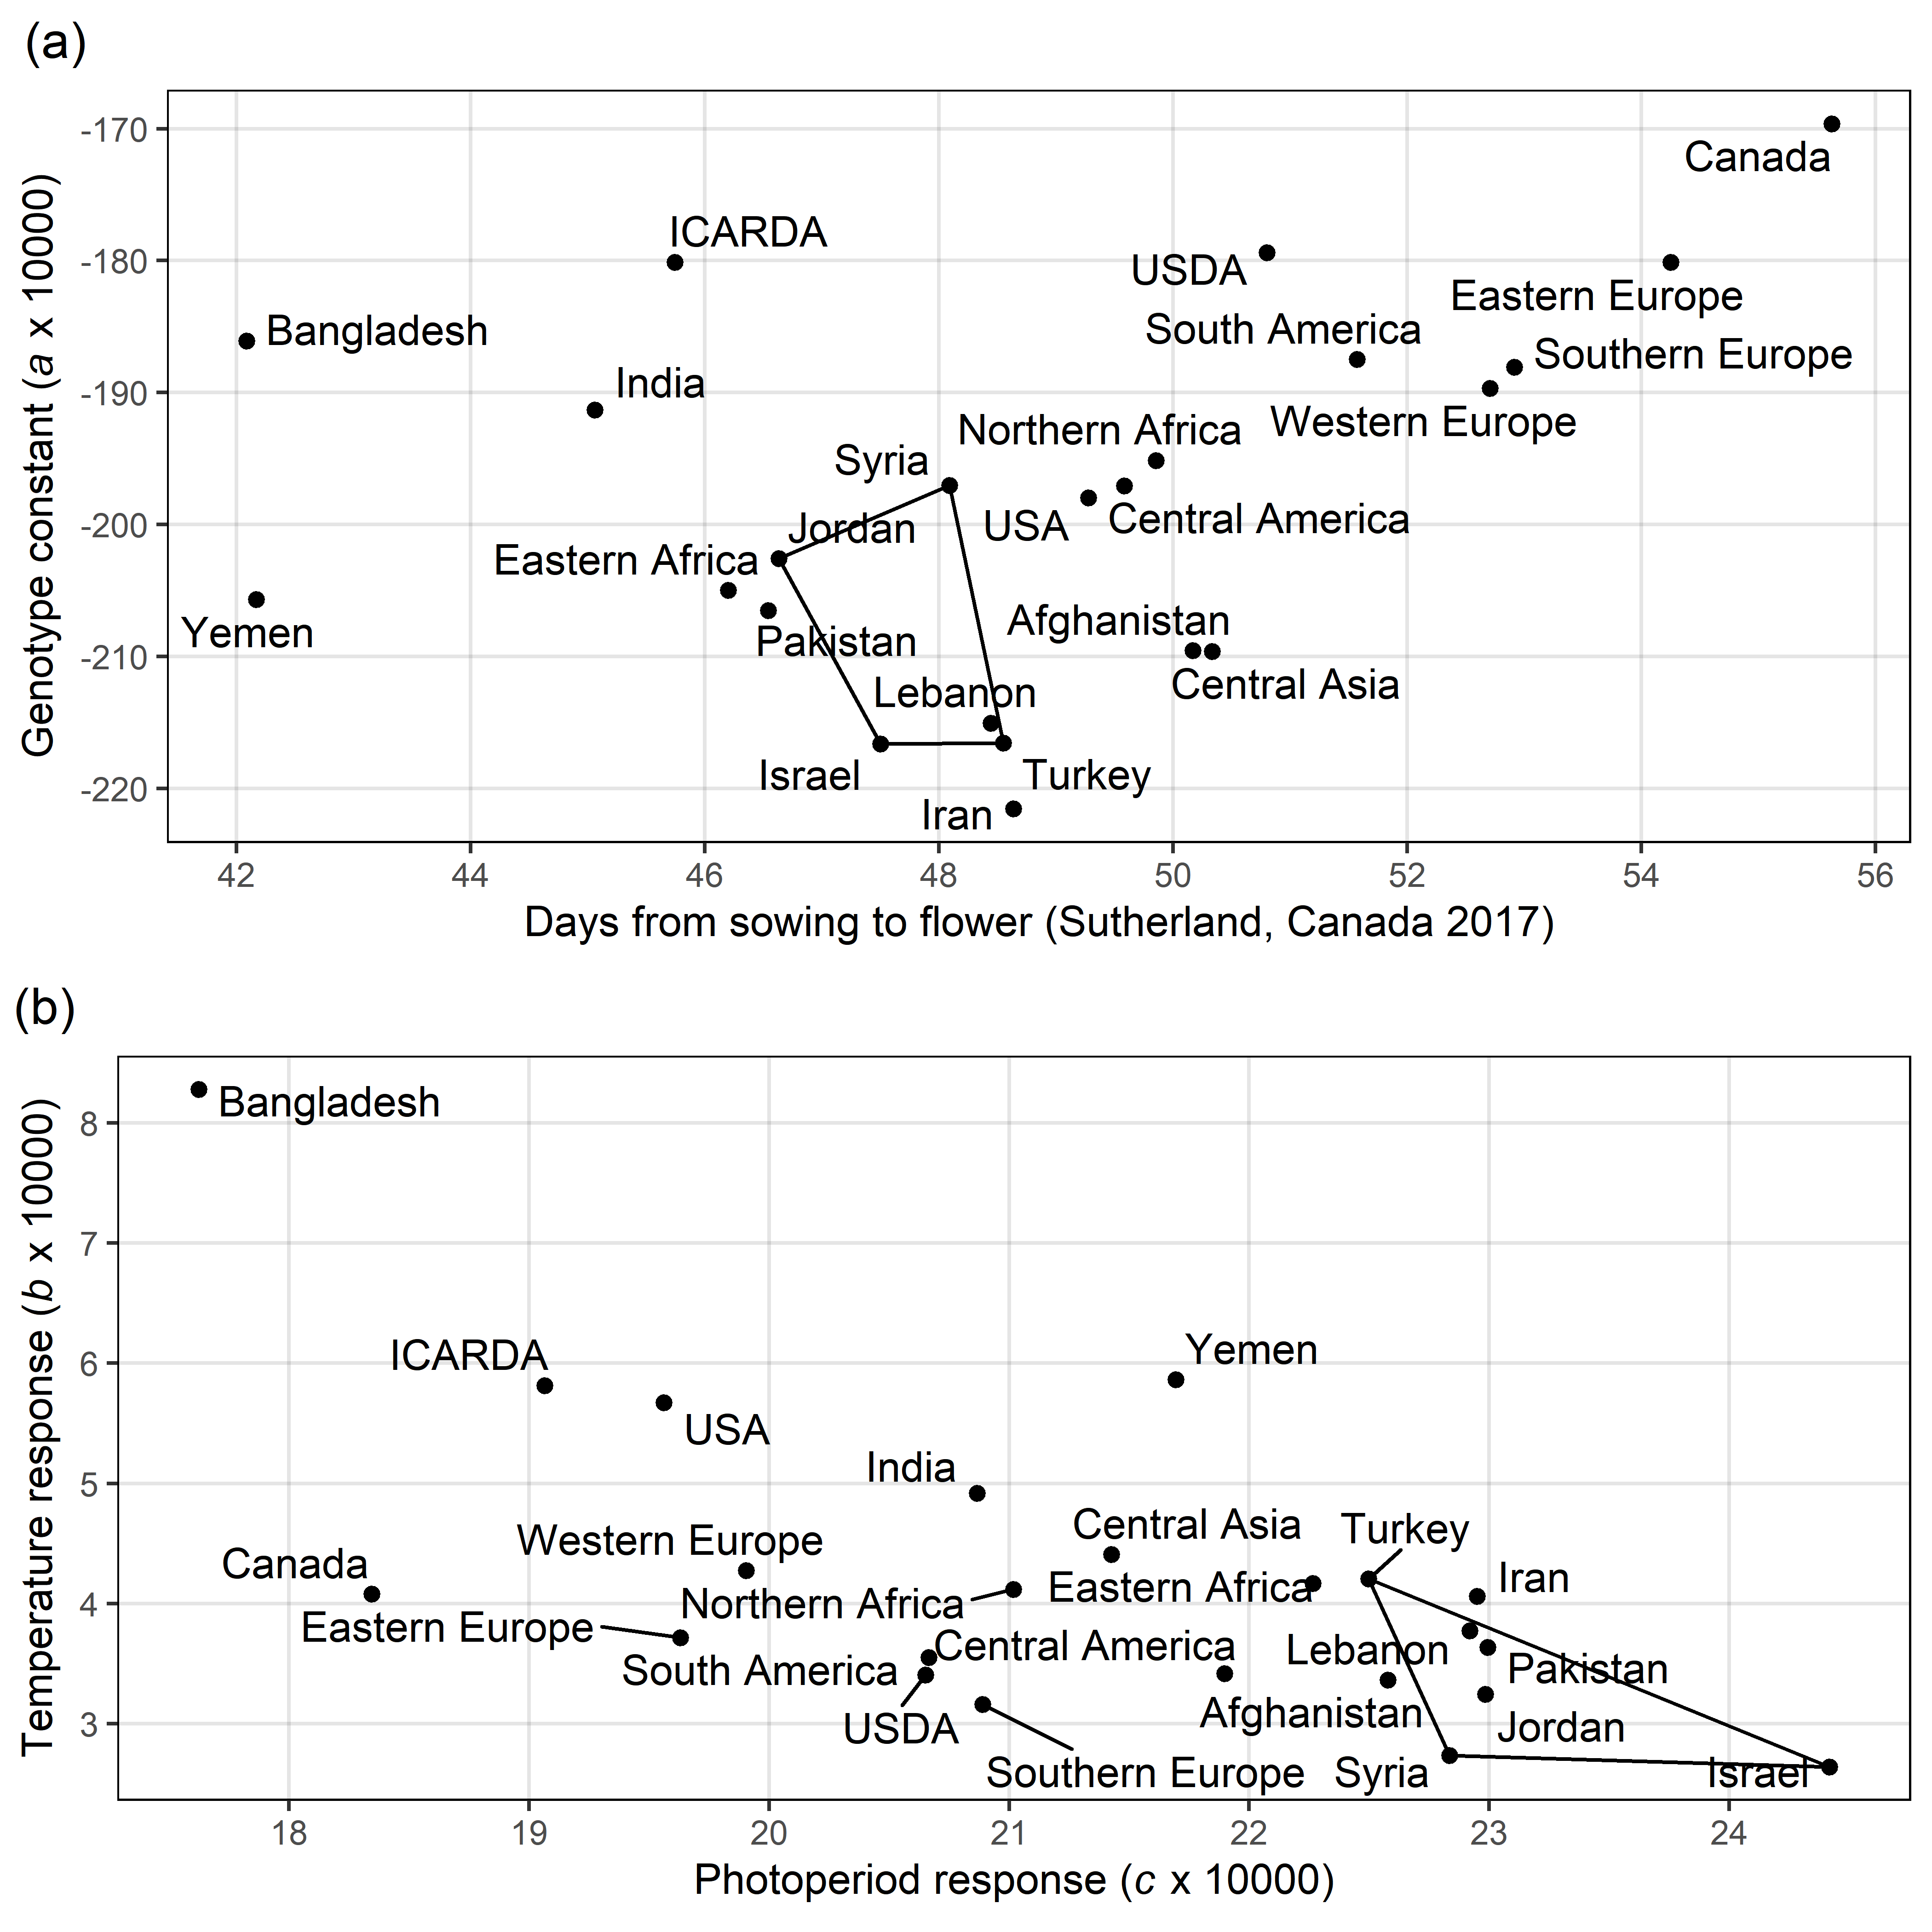 (a)
-170
Canada
ICARDA
-180
USDA
Eastern Europe
Bangladesh
South America
Southern Europe
India
-190
Western Europe
Northern Africa
Syria
-200
Jordan
USA
Central America
Eastern Africa
Yemen
Pakistan
Afghanistan
-210
Central Asia
Lebanon
Israel
Turkey
-220
Iran
Genotype constant (a x 10000)
42
44
46
48
50
52
54
56
Days from sowing to flower (Sutherland, Canada 2017)
(b)
Bangladesh
8
7
ICARDA
Yemen
6
USA
India
5
Central Asia
Turkey
Western Europe
Canada
Iran
Eastern Africa
Northern Africa
4
Eastern Europe
Central America
Lebanon
South America
Pakistan
Afghanistan
USDA
Jordan
3
Southern Europe
Syria
Israel
Temperature response (b x 10000)
18
19
20
21
22
23
24
Photoperiod response (c x 10000)